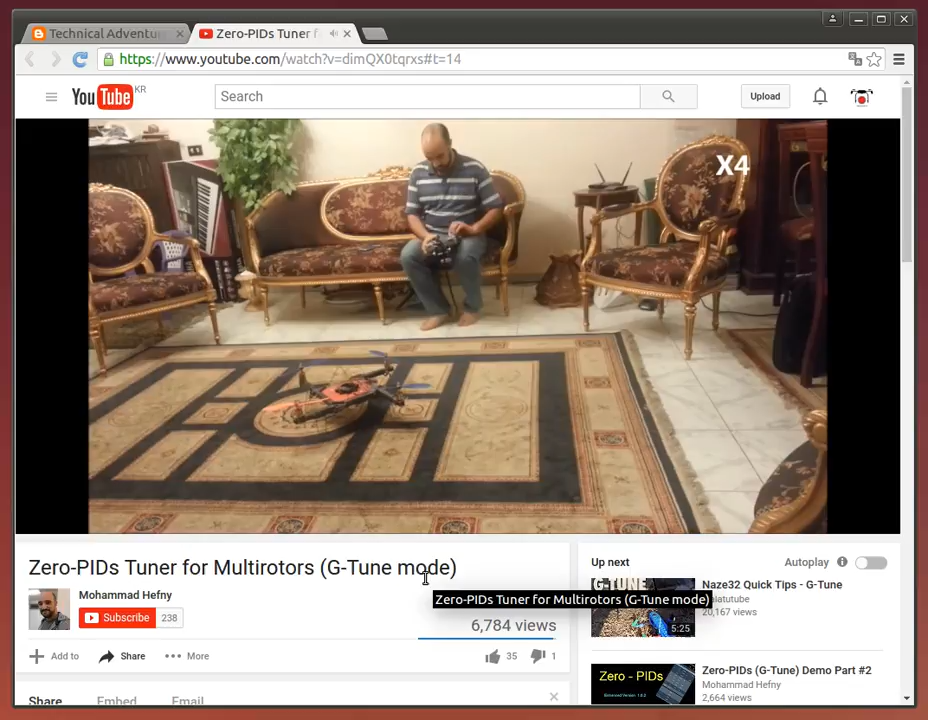 Technical Adventu
Zero-PIDs Tuner f
https://www.youtube.com/watch?v=dimQX0tqrxs#t=14
YouTube KR
Search
Upload
X4
Zero-PIDs Tuner for Multirotors (G-Tune mode)
Mohammad Hefny
Subscribe 238
Zero-PIDs Tuner for Multirotors (G-Tune mode)
6,784 views
Add to Share More 35 1
Share Embed Email
Up next Autoplay
G-TUNE
5:25
Naze32 Quick Tips - G-Tune
20,167 views
Zero - PIDs
Zero-PIDs (G-Tune) Demo Part #2
Mohammad Hefny
2,664 views